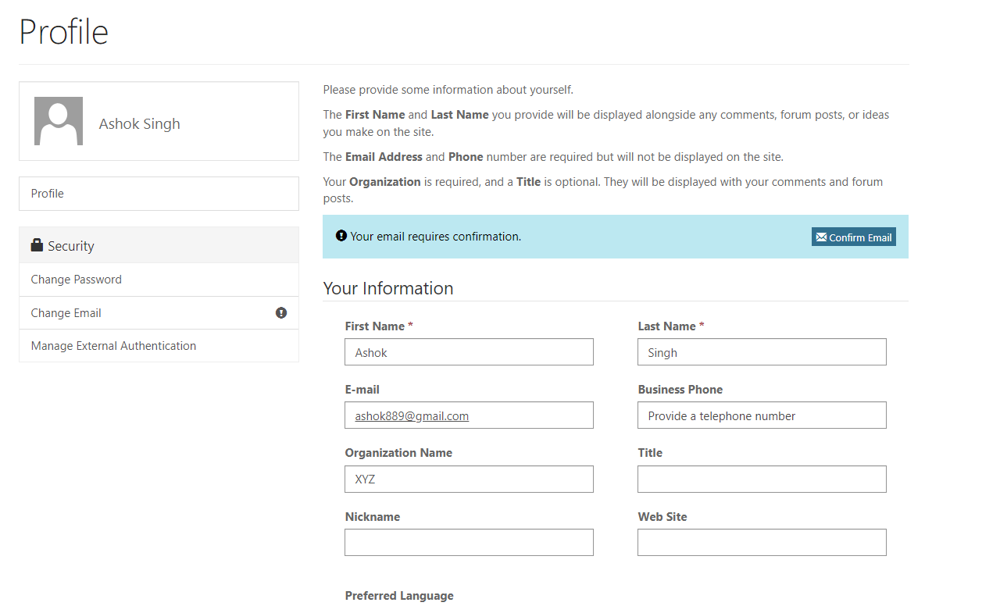 Profile
Ashok Singh
Profile
Security
Change Password
Change Email
Manage External Authentication
Please provide some information about yourself.
The First Name and Last Name you provide will be displayed alongside any comments, forum posts, or ideas
you make on the site.
The Email Address and Phone number are required but will not be displayed on the site.
Your Organization is required, and a Title is optional. They will be displayed with your comments and forum
posts.
Your email requires confirmation.
Confirm Email
Your Information
First Name *
Last Name *
Ashok
Singh
E-mail
Business Phone
ashok889@gmail.com
Provide a telephone number
Organization Name
Title
XYZ
Nickname
Web Site
Preferred Language